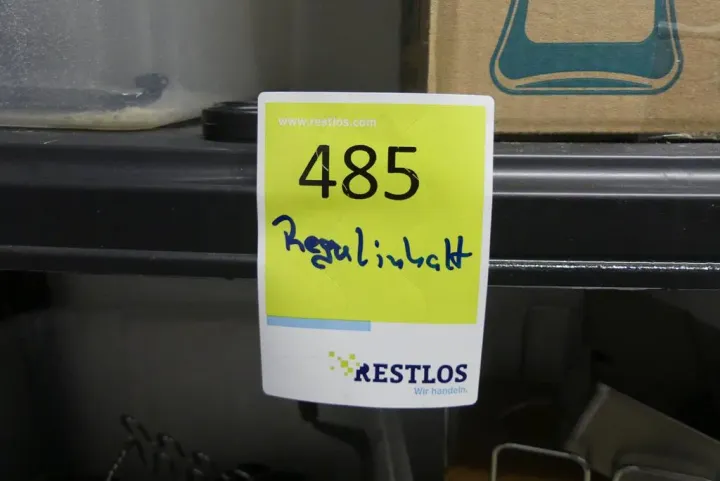 www.restlos.com
485
Regalinhalt
RESTLOS
Wir handeln.